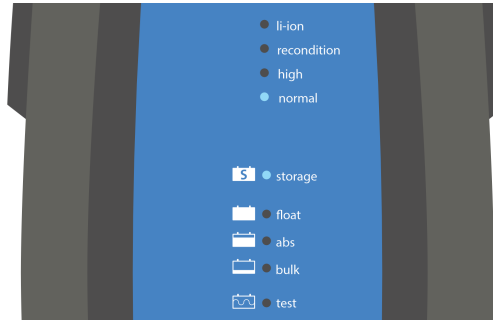 li-ion
recondition
high
normal
S storage
float
abs
bulk
test